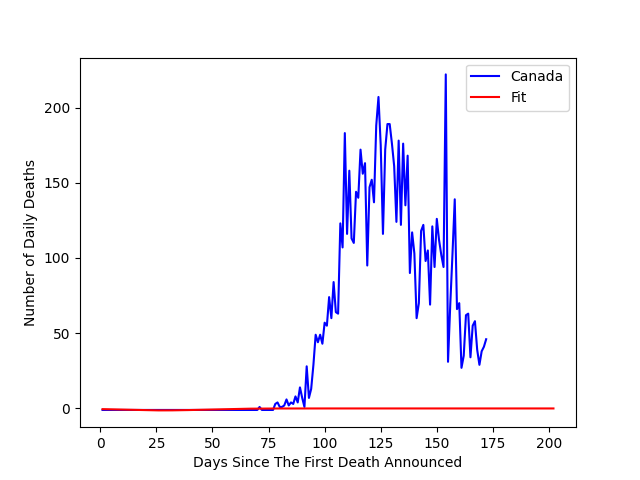 Canada
Fit
Number of Daily Deaths
200
150
100
50
0
0 25 50 75 100 125 150 175 200
Days Since The First Death Announced